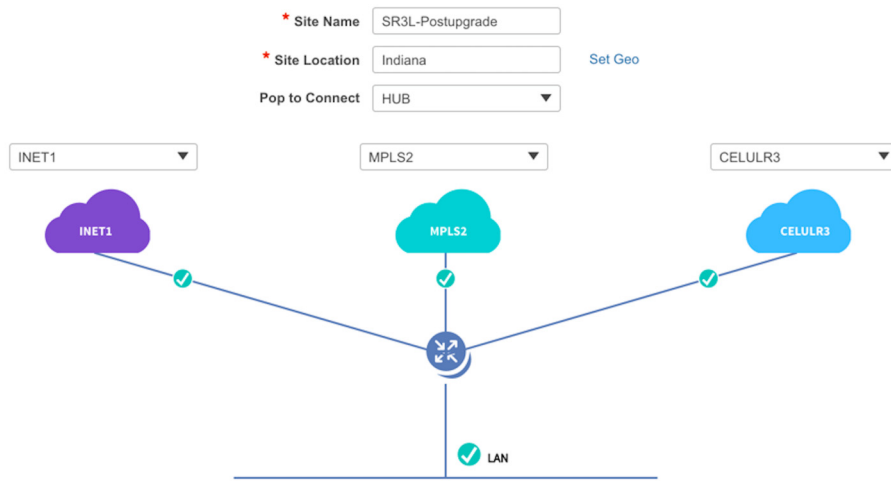 * Site Name SR3L-Postupgrade
* Site Location Indiana Set Geo
Pop to Connect HUB
INET1 MPLS2 CELULR3
INET1 MPLS2 CELULR3
LAN